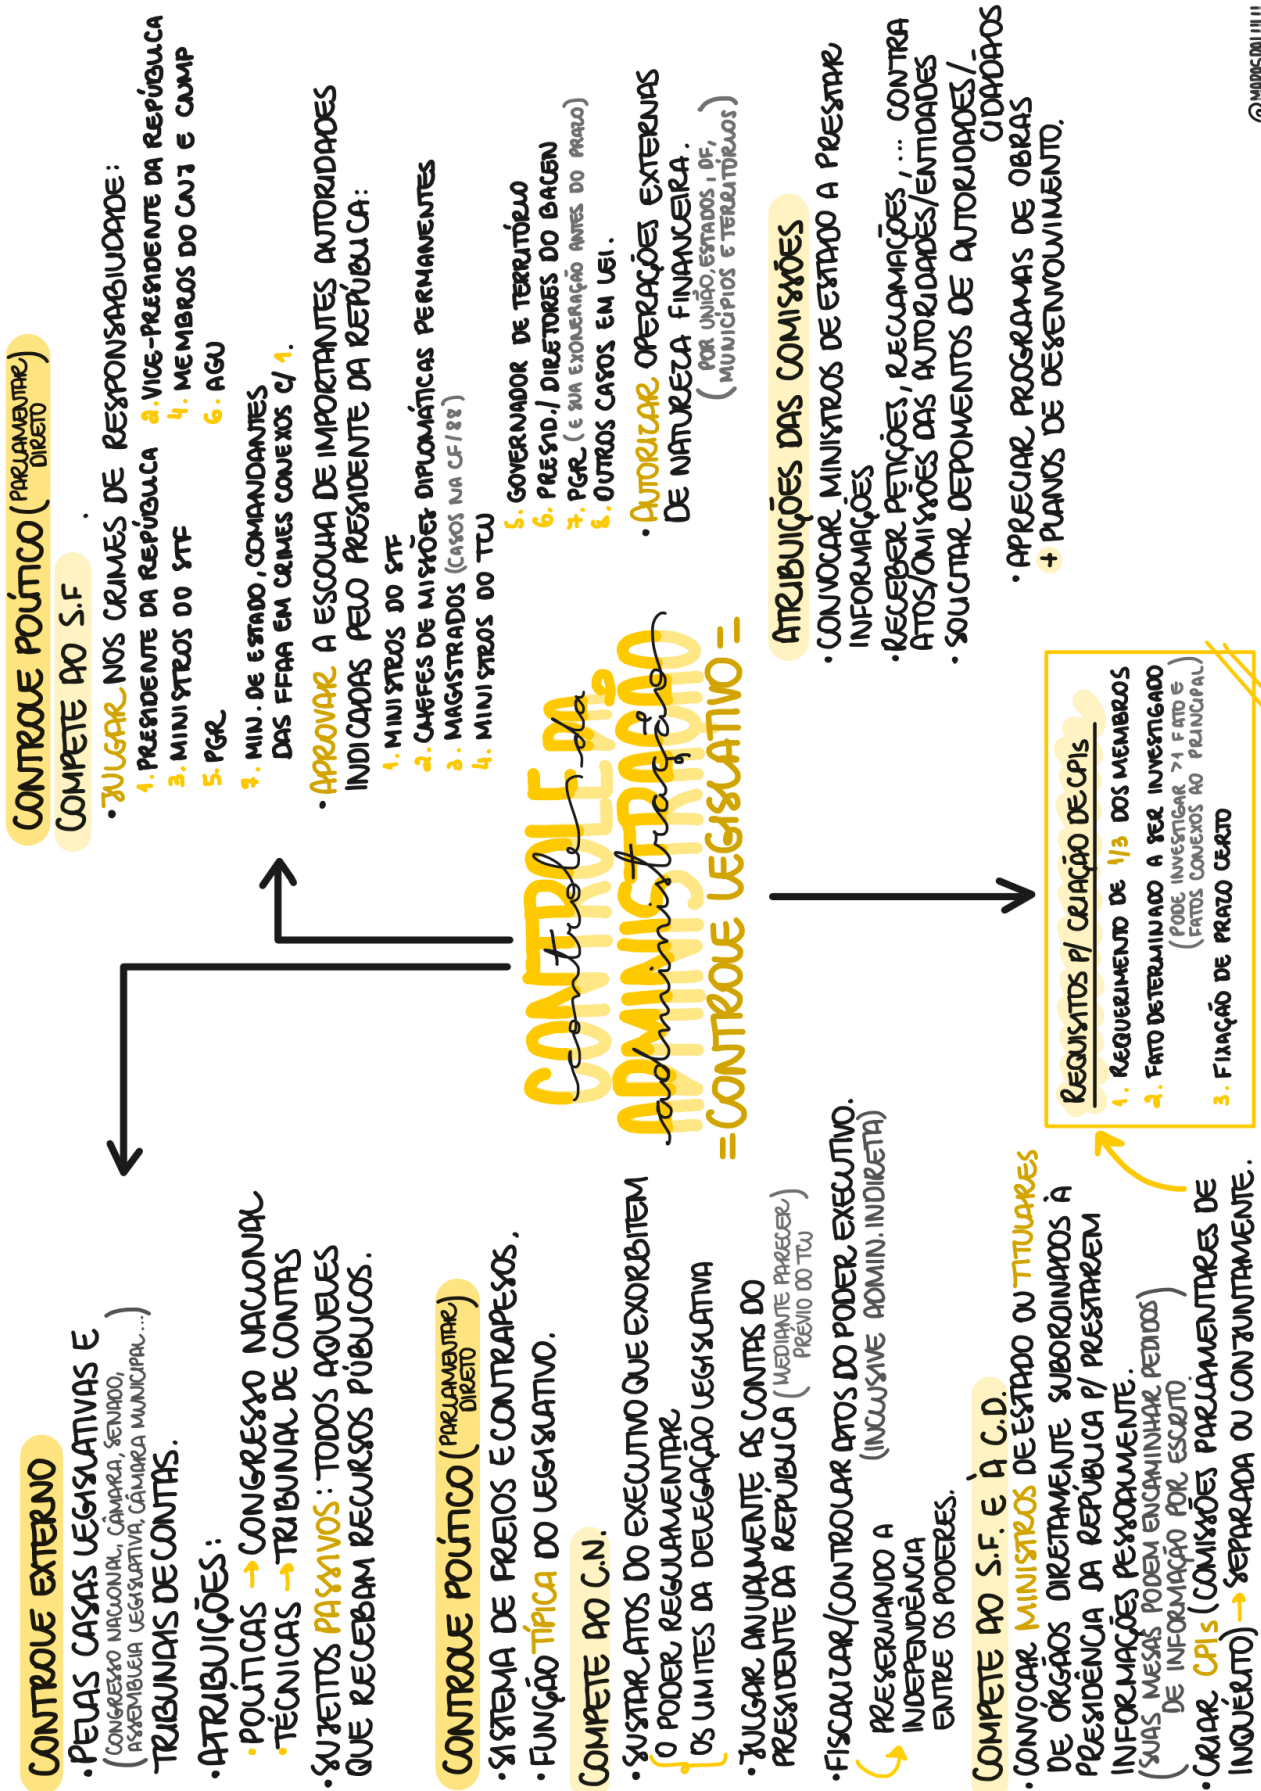 CONTROLE EXTERNO
• PELAS CASAS LEGISLATIVAS E
(CONGRESSO NACIONAL, CÂMARA, SENADO,
ASSEMBLEIA LEGISLATIVA, CÂMARA MUNICIPAL...)
TRIBUNAS DE CONTAS.
• ATRIBUIÇÕES:
• POLÍTICAS → CONGRESSO NACIONAL
• TÉCNICAS → TRIBUNAL DE CONTAS
• SUJEITOS PASSIVOS: TODOS AQUELES
QUE RECEBAM RECURSOS PÚBLICOS.
CONTROLE POLÍTICO (PARLAMENTAR
DIRETO)
• SISTEMA DE FREIOS E CONTRAPESOS.
• FUNÇÃO TÍPICA DO LEGISLATIVO.
COMPETE AO C.N.
• SUSTAR ATOS DO EXECUTIVO QUE EXORBITEM
O PODER REGULAMENTAR
OS LIMITES DA DELEGAÇÃO LEGISLATIVA
• JULGAR ANUALMENTE AS CONTAS DO
PRESIDENTE DA REPÚBLICA (MEDIANTE PARECER
PRÉVIO DO TCU)
• FISCALIZAR/CONTROLAR ATOS DO PODER EXECUTIVO.
(INCLUSIVE ADMIN. INDIRETA)
PRESERVANDO A
INDEPENDÊNCIA
ENTRE OS PODERES.
COMPETE AO S.F. E À C.D.
• CONVOCAR MINISTROS DE ESTADO OU TITULARES
DE ÓRGÃOS DIRETAMENTE SUBORDINADOS À
PRESIDÊNCIA DA REPÚBLICA P/ PRESTAREM
INFORMAÇÕES PESSOALMENTE.
(SUAS MESAS PODEM ENCAMINHAR PEDIDOS
DE INFORMAÇÃO POR ESCRITO)
• CRIAR CPIs (COMISSÕES PARLAMENTARES DE
INQUÉRITO) → SEPARADA OU CONJUNTAMENTE.
CONTROLE DA
ADMINISTRAÇÃO
controle da
administração
= CONTROLE LEGISLATIVO =
REQUISITOS P/ CRIAÇÃO DE CPIs
1. REQUERIMENTO DE 1/3 DOS MEMBROS
2. FATO DETERMINADO A SER INVESTIGADO
(PODE INVESTIGAR >1 FATO E
FATOS CONEXOS AO PRINCIPAL)
3. FIXAÇÃO DE PRAZO CERTO
CONTROLE POLÍTICO (PARLAMENTAR
DIRETO)
COMPETE AO S.F
• JULGAR NOS CRIMES DE RESPONSABILIDADE:
1. PRESIDENTE DA REPÚBLICA 2. VICE-PRESIDENTE DA REPÚBLICA
3. MINISTROS DO STF 4. MEMBROS DO CNJ E CNMP
5. PGR 6. AGU
7. MIN. DE ESTADO, COMANDANTES
DAS FFAA EM CRIMES CONEXOS C/ 1.
• APROVAR A ESCOLHA DE IMPORTANTES AUTORIDADES
INDICADAS PELO PRESIDENTE DA REPÚBLICA:
1. MINISTROS DO STF
2. CHEFES DE MISSÕES DIPLOMÁTICAS PERMANENTES
3. MAGISTRADOS (CASOS NA CF/88)
4. MINISTROS DO TCU
5. GOVERNADOR DE TERRITÓRIO
6. PRESID./DIRETORES DO BACEN
7. PGR (E SUA EXONERAÇÃO ANTES DO PRAZO)
8. OUTROS CASOS EM LEI.
• AUTORIZAR OPERAÇÕES EXTERNAS
DE NATUREZA FINANCEIRA.
(POR UNIÃO, ESTADOS, DF,
MUNICÍPIOS E TERRITÓRIOS)
ATRIBUIÇÕES DAS COMISSÕES
• CONVOCAR MINISTROS DE ESTADO A PRESTAR
INFORMAÇÕES
• RECEBER PETIÇÕES, RECLAMAÇÕES, ... CONTRA
ATOS/OMISSÕES DAS AUTORIDADES/ENTIDADES
• SOLICITAR DEPOIMENTOS DE AUTORIDADES/
CIDADÃOS
• APRECIAR PROGRAMAS DE OBRAS
+ PLANOS DE DESENVOLVIMENTO.